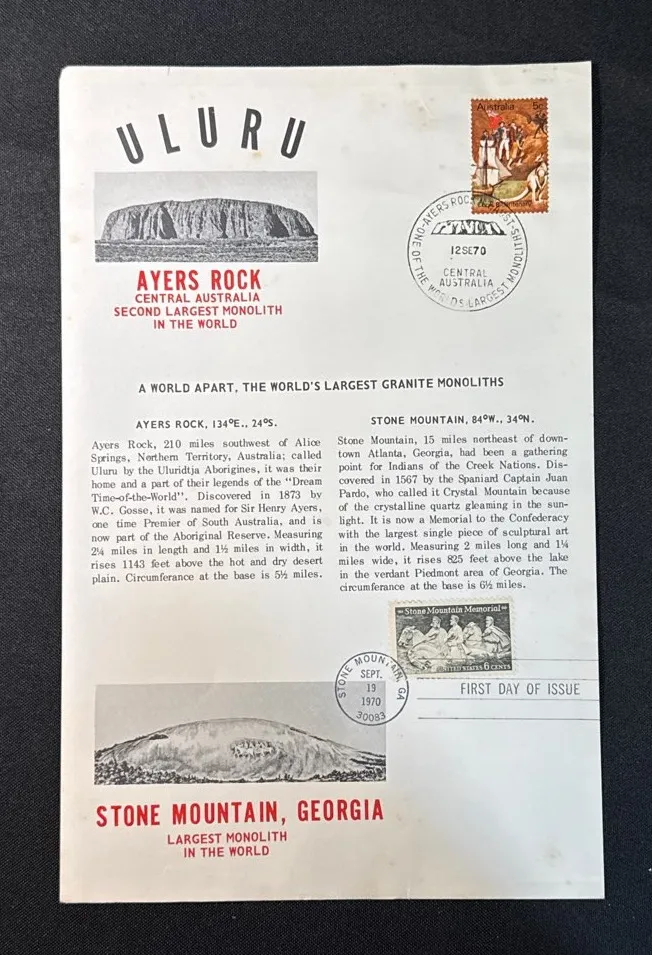 ULURU
Australia 5c
AYERS ROCK
CENTRAL AUSTRALIA
SECOND LARGEST MONOLITH
IN THE WORLD
AYERS ROCK
ONE OF THE WORLDS LARGEST MONOLITHS
12SE70
CENTRAL
AUSTRALIA
A WORLD APART, THE WORLD'S LARGEST GRANITE MONOLITHS
AYERS ROCK, 134°E., 24°S.
Ayers Rock, 210 miles southwest of Alice
Springs, Northern Territory, Australia; called
Uluru by the Uluridtja Aborigines, it was their
home and a part of their legends of the "Dream
Time-of-the-World". Discovered in 1873 by
W.C. Gosse, it was named for Sir Henry Ayers,
one time Premier of South Australia, and is
now part of the Aboriginal Reserve. Measuring
2¼ miles in length and 1½ miles in width, it
rises 1143 feet above the hot and dry desert
plain. Circumference at the base is 5½ miles.
STONE MOUNTAIN, 84°W., 34°N.
Stone Mountain, 15 miles northeast of down-
town Atlanta, Georgia, had been a gathering
point for Indians of the Creek Nations. Dis-
covered in 1567 by the Spaniard Captain Juan
Pardo, who called it Crystal Mountain because
of the crystalline quartz gleaming in the sun-
light. It is now a Memorial to the Confederacy
with the largest single piece of sculptural art
in the world. Measuring 2 miles long and 1¼
miles wide, it rises 825 feet above the lake
in the verdant Piedmont area of Georgia. The
circumference at the base is 6½ miles.
Stone Mountain Memorial
UNITED STATES 6 CENTS
STONE MOUNTAIN, GA
SEPT.
19
1970
30083
FIRST DAY OF ISSUE
STONE MOUNTAIN, GEORGIA
LARGEST MONOLITH
IN THE WORLD